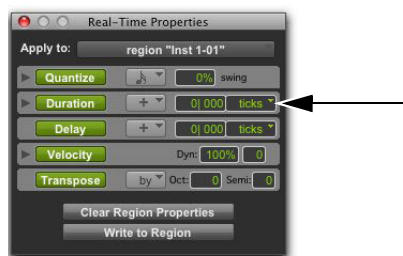 Real-Time Properties
Apply to: region "Inst 1-01"
Quantize 0% swing
Duration + 0| 000 ticks
Delay + 0| 000 ticks
Velocity Dyn: 100% 0
Transpose by Oct: 0 Semi: 0
Clear Region Properties
Write to Region